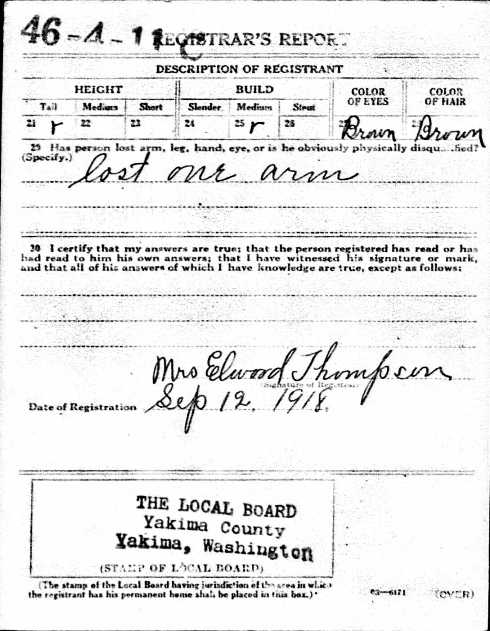 46-4-11 C
REGISTRAR'S REPORT
DESCRIPTION OF REGISTRANT
HEIGHT BUILD COLOR OF EYES COLOR OF HAIR
Tall Medium Short Slender Medium Stout
21 ✓ 22 23 24 25 ✓ 26 Brown Brown
29 Has person lost arm, leg, hand, eye, or is he obviously physically disqualified?
(Specify.) lost one arm
30 I certify that my answers are true; that the person registered has read or has
had read to him his own answers; that I have witnessed his signature or mark,
and that all of his answers of which I have knowledge are true, except as follows:
Mrs Elwood Thompson
(Signature of Registrar)
Date of Registration Sep 12, 1918
THE LOCAL BOARD
Yakima County
Yakima, Washington
(STAMP OF LOCAL BOARD)
(The stamp of the Local Board having jurisdiction of the area in which
the registrant has his permanent home shall be placed in this box.)
03—6171 (OVER)